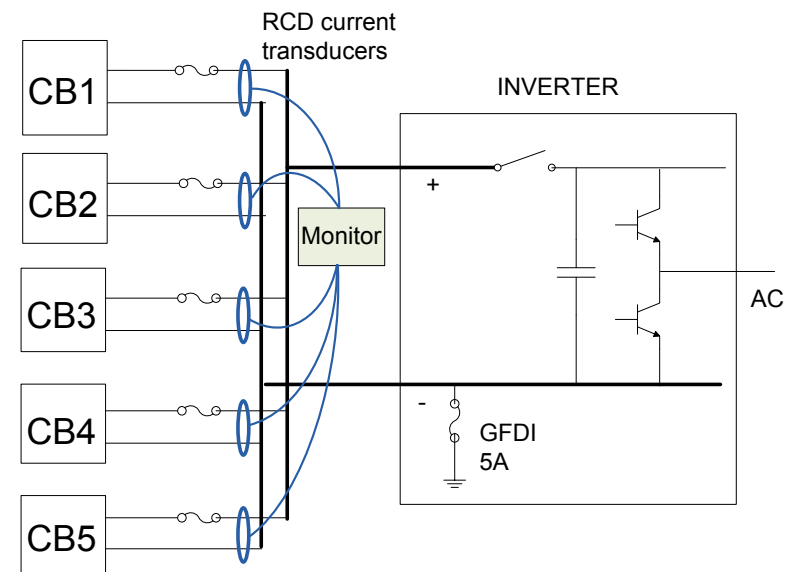 RCD current
transducers
INVERTER
CB1
CB2
CB3
CB4
CB5
Monitor
+
-
GFDI
5A
AC